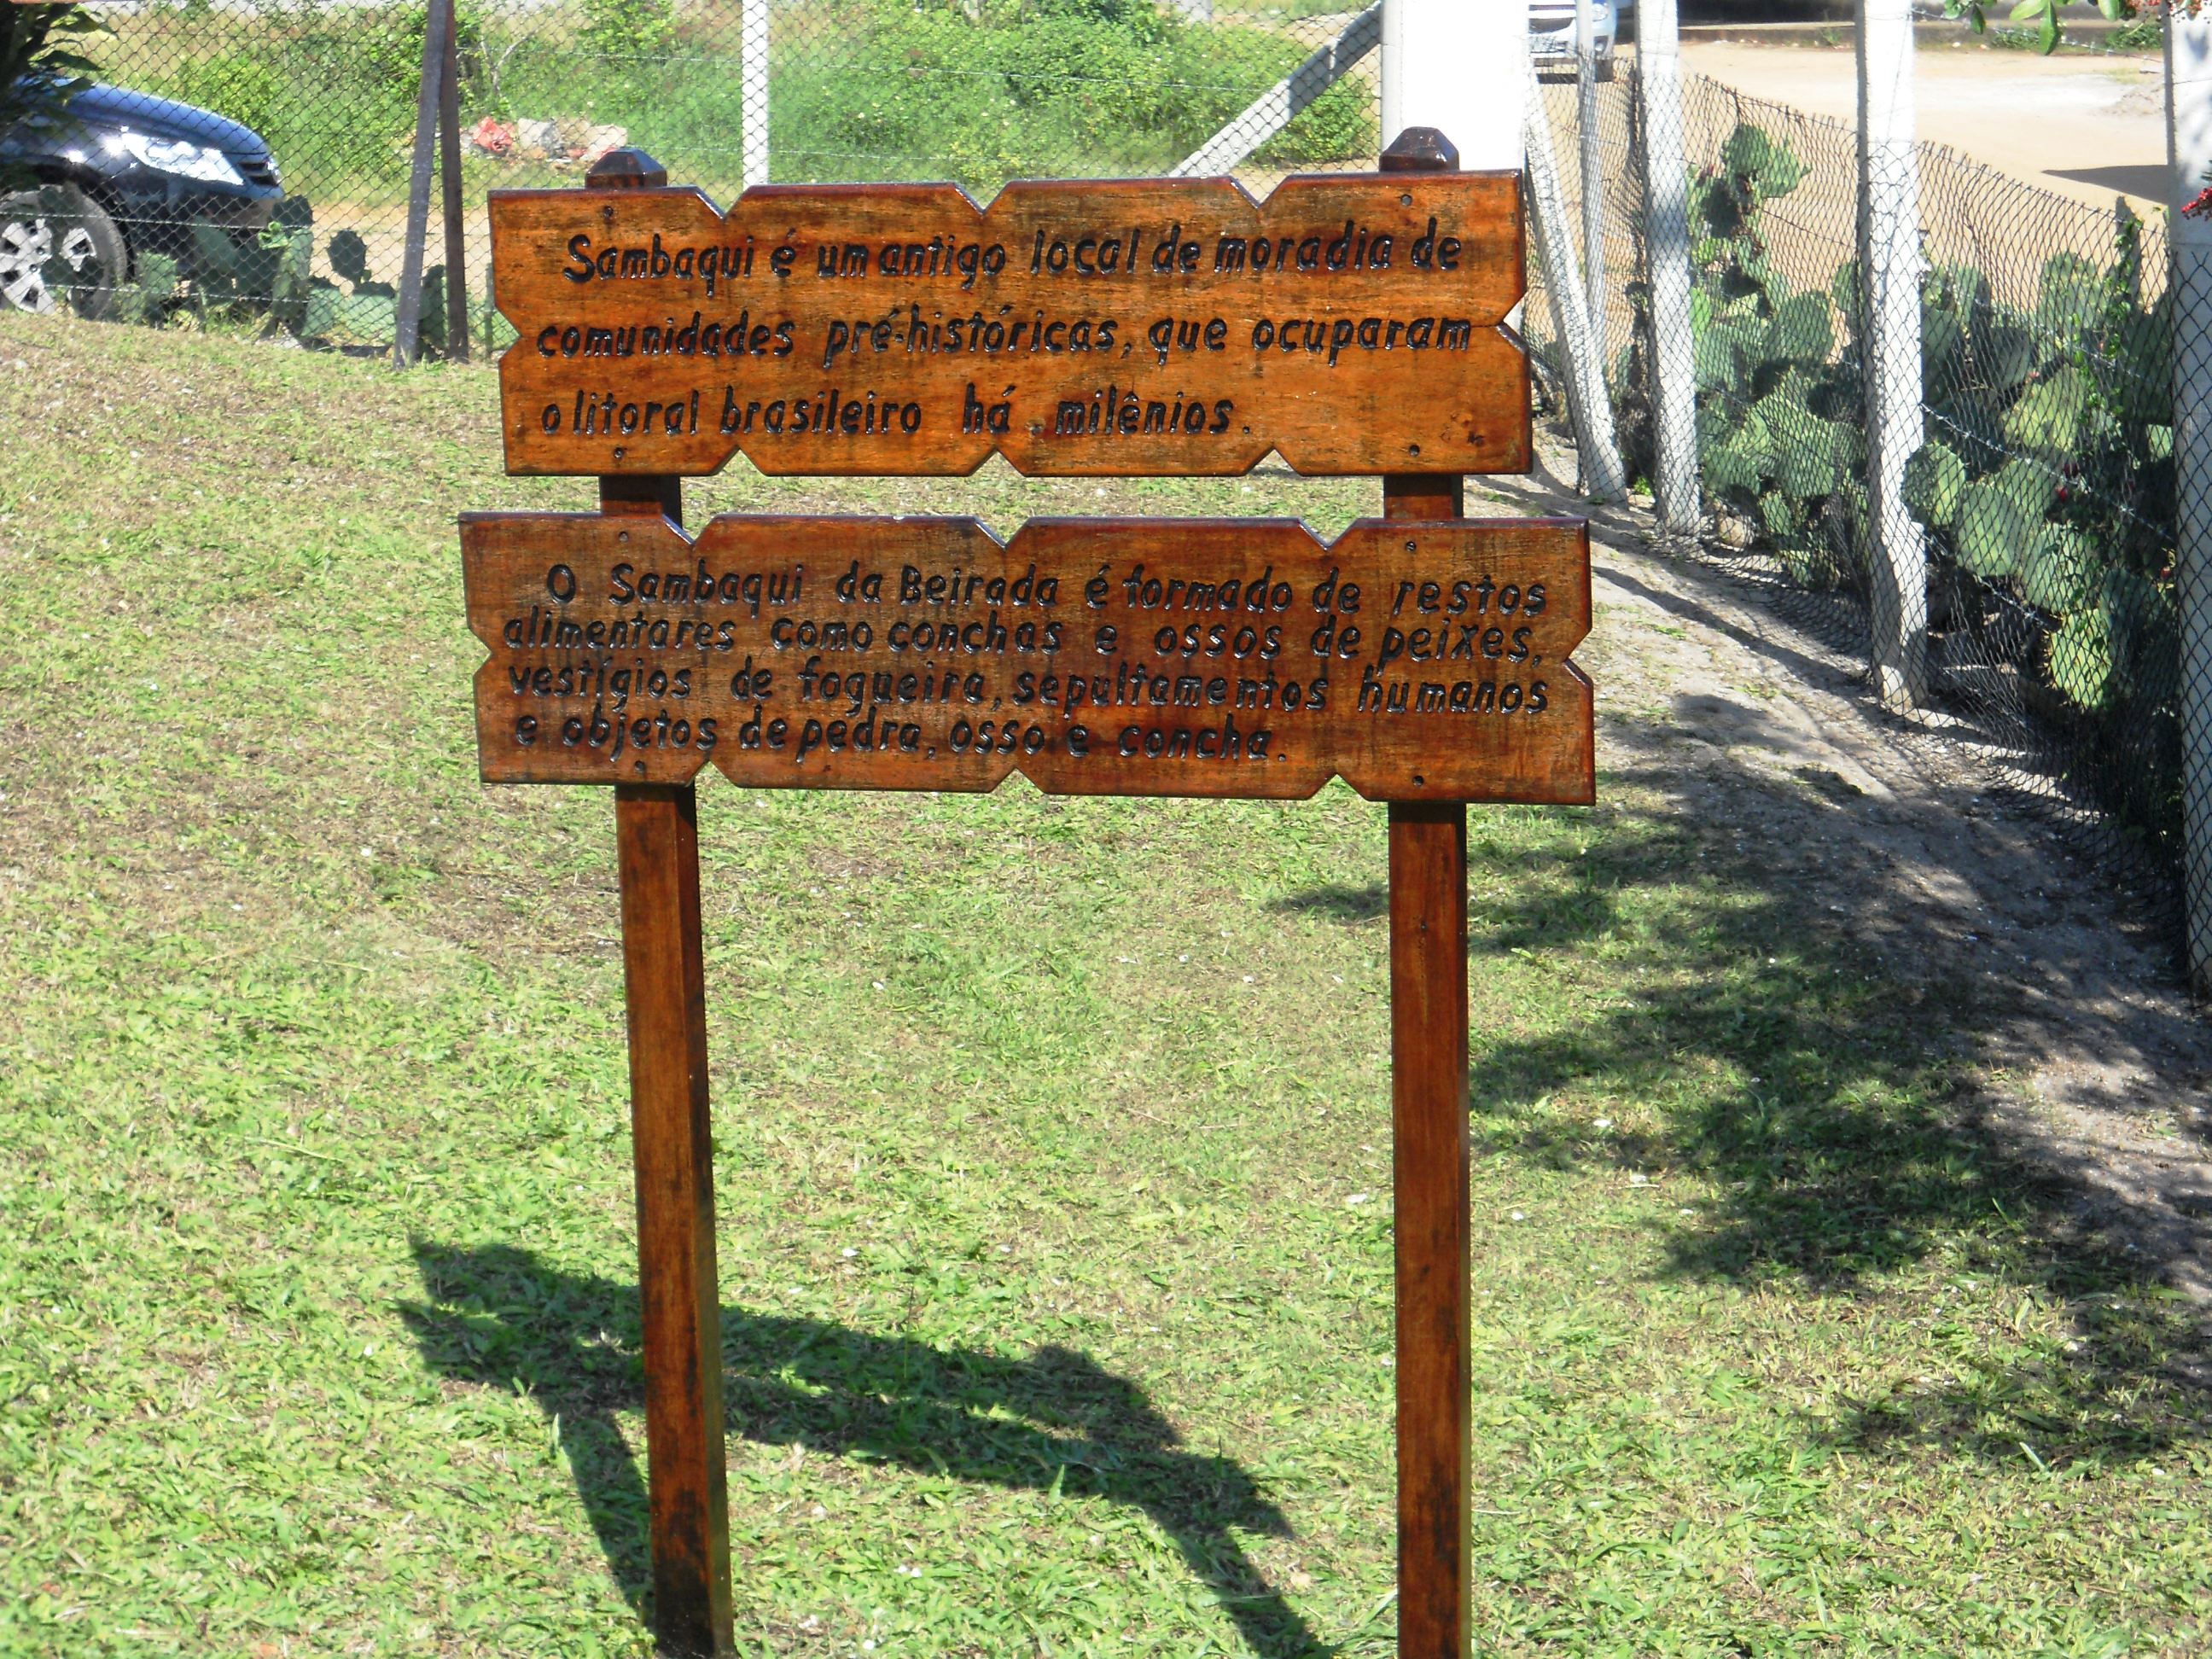 Sambaqui é um antigo local de moradia de
comunidades pré-históricas, que ocuparam
o litoral brasileiro há milênios.
O Sambaqui da Beirada é formado de restos
alimentares como conchas e ossos de peixes,
vestígios de fogueira, sepultamentos humanos
e objetos de pedra, osso e concha.